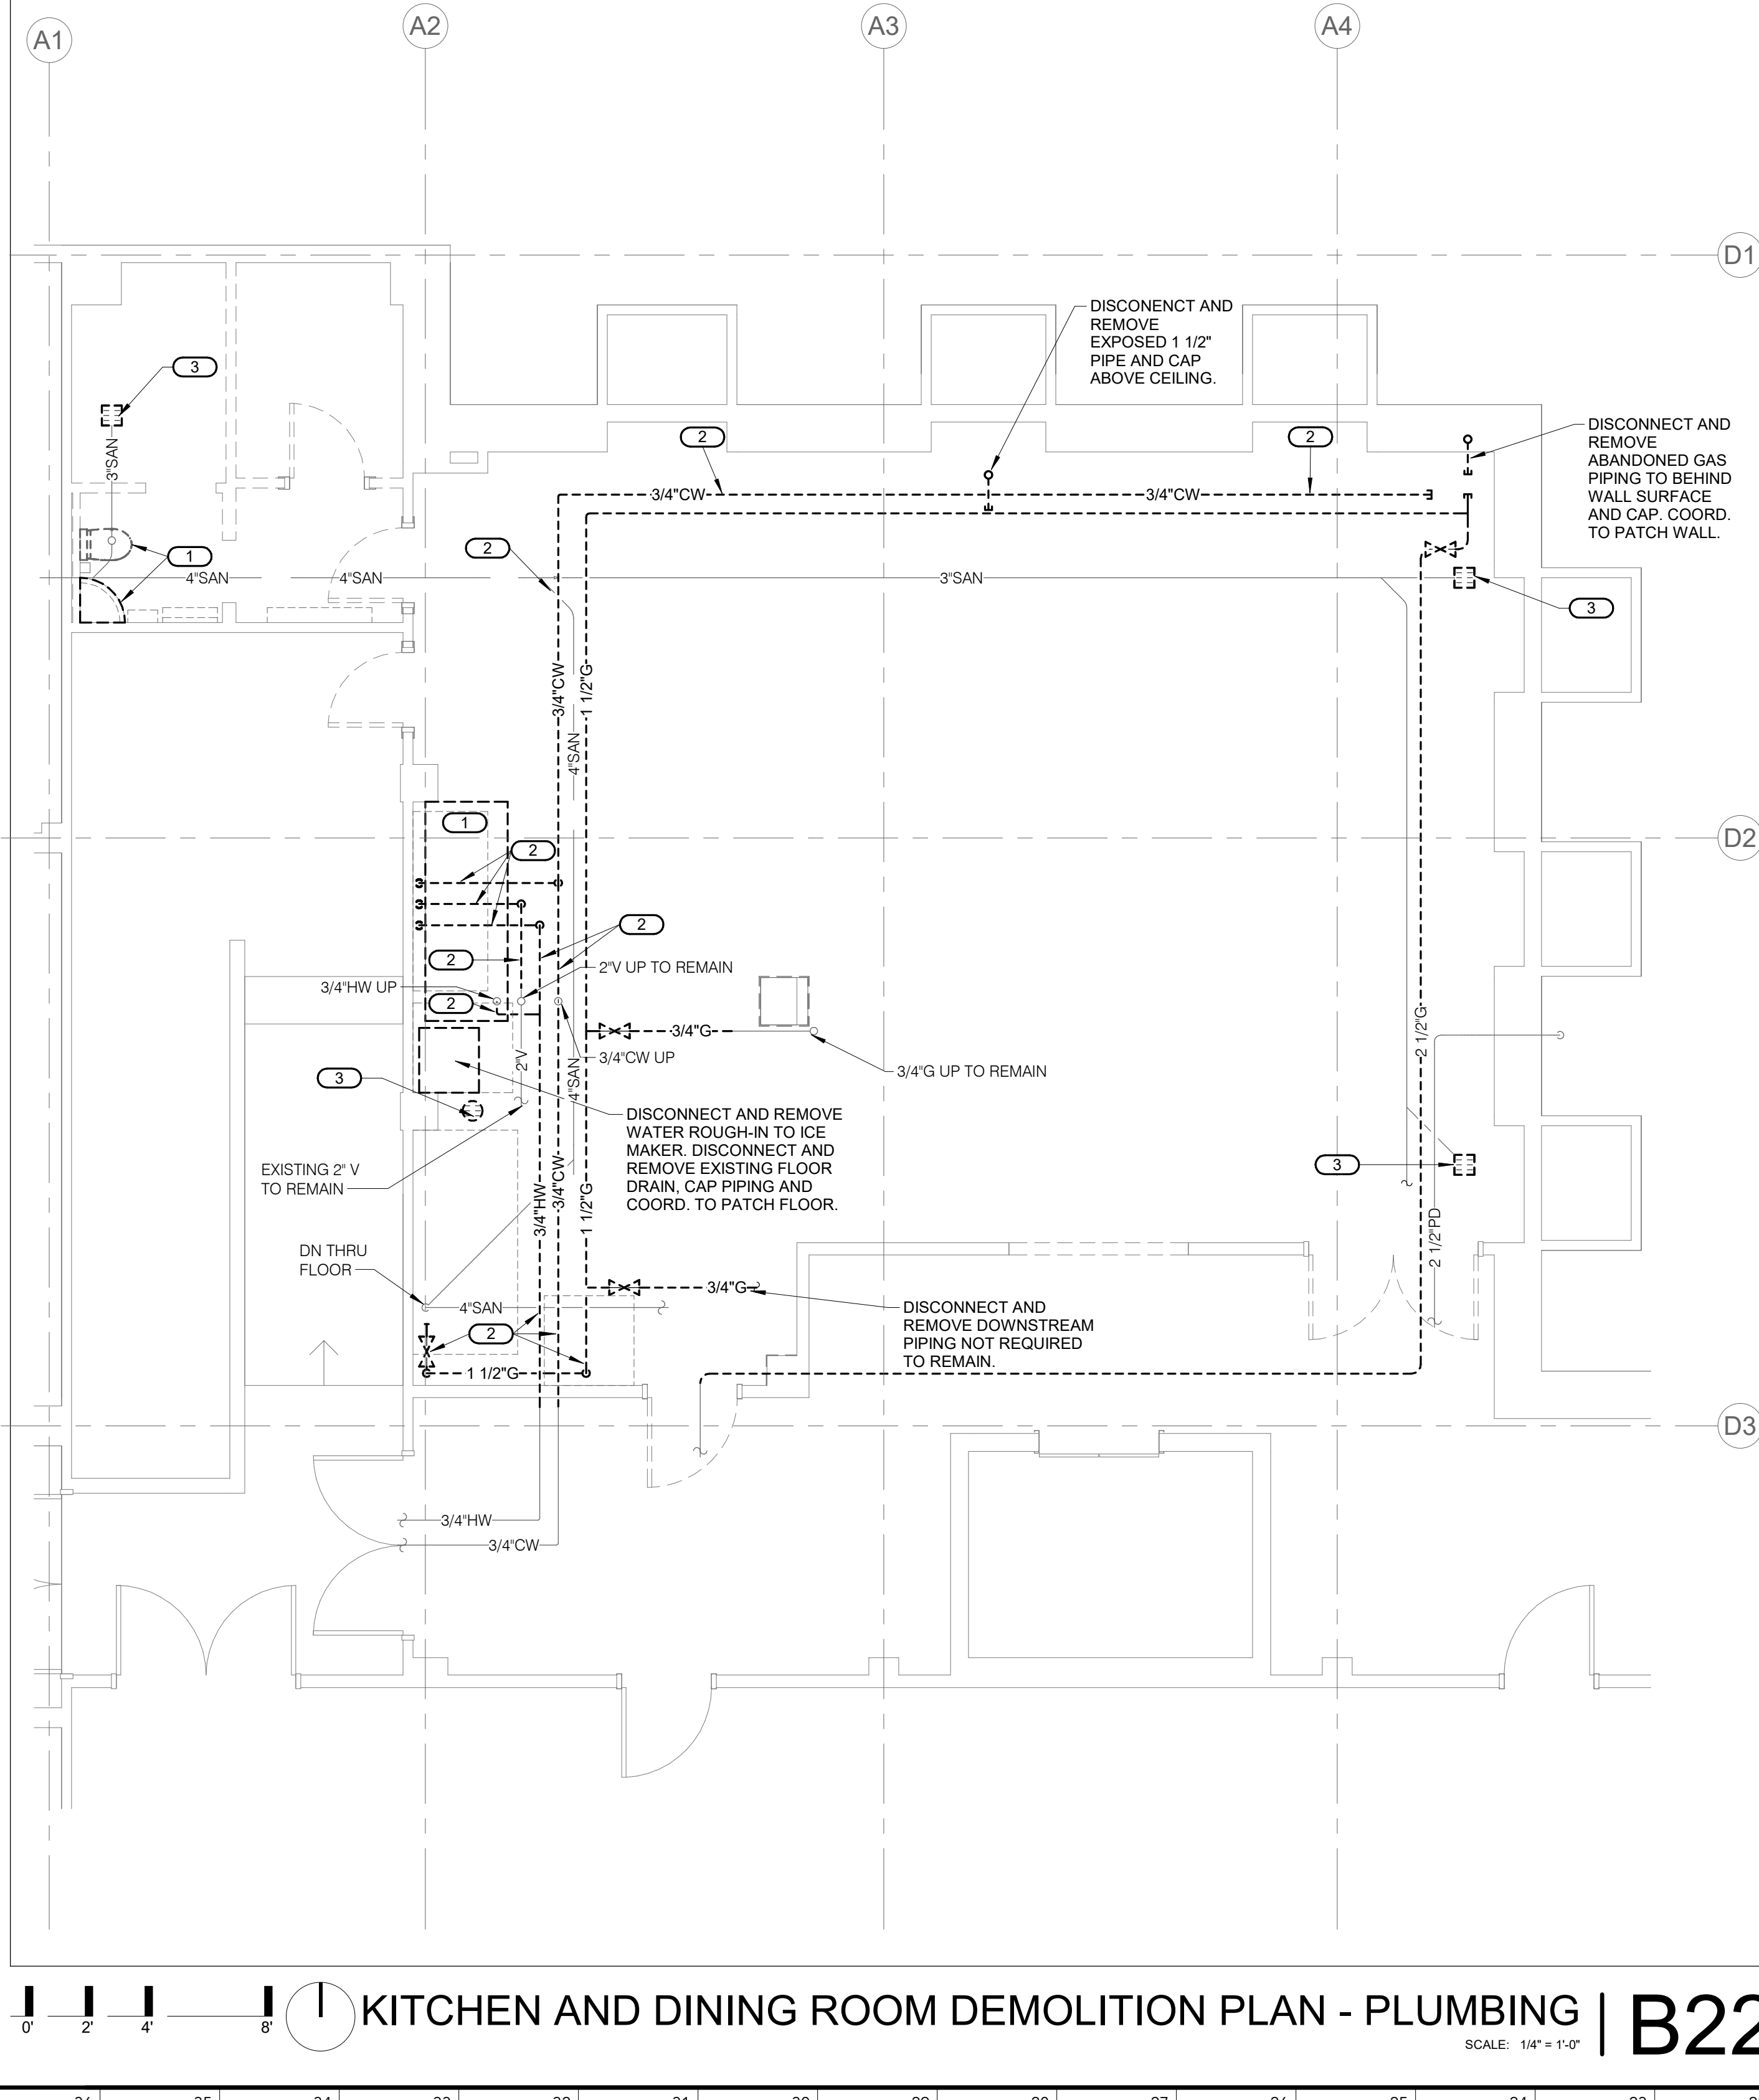 A1
A2
A3
A4
D1
DISCONENCT AND
REMOVE
EXPOSED 1 1/2"
PIPE AND CAP
ABOVE CEILING.
3
DISCONNECT AND
REMOVE
ABANDONED GAS
PIPING TO BEHIND
WALL SURFACE
AND CAP. COORD.
TO PATCH WALL.
2
2
3"SAN
3/4"CW
3/4"CW
2
1
4"SAN
4"SAN
3"SAN
3
3/4"CW
1 1/2"G
4"SAN
1
D2
2
2
2
2"V UP TO REMAIN
3/4"HW UP
2
3/4"G
2 1/2"G
3/4"CW UP
2"V
4"SAN
3/4"G UP TO REMAIN
3
DISCONNECT AND REMOVE
WATER ROUGH-IN TO ICE
MAKER. DISCONNECT AND
REMOVE EXISTING FLOOR
DRAIN, CAP PIPING AND
COORD. TO PATCH FLOOR.
EXISTING 2" V
TO REMAIN
3
3/4"HW
3/4"CW
1 1/2"G
2 1/2"PD
DN THRU
FLOOR
3/4"G
4"SAN
DISCONNECT AND
REMOVE DOWNSTREAM
PIPING NOT REQUIRED
TO REMAIN.
2
1 1/2"G
D3
3/4"HW
3/4"CW
0'
2'
4'
8'
KITCHEN AND DINING ROOM DEMOLITION PLAN - PLUMBING
B22
SCALE: 1/4" = 1'-0"